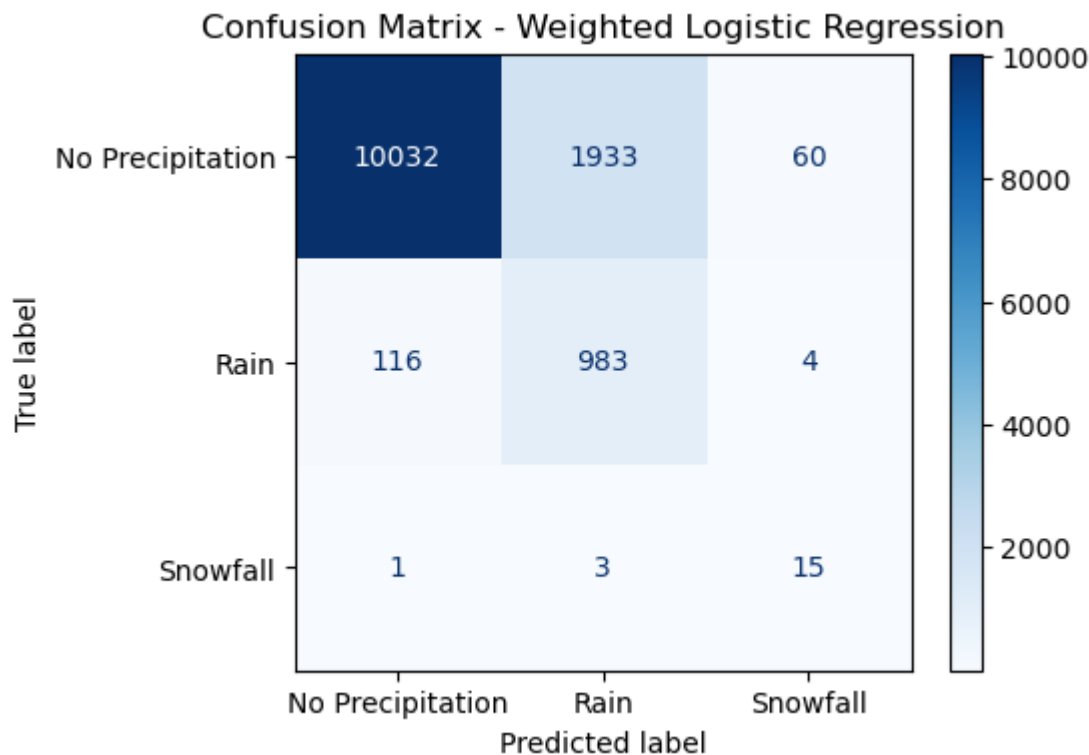 Confusion Matrix - Weighted Logistic Regression
10000
No Precipitation 10032 1933 60
8000
6000
True label
Rain 116 983 4
4000
2000
Snowfall 1 3 15
No Precipitation Rain Snowfall
Predicted label